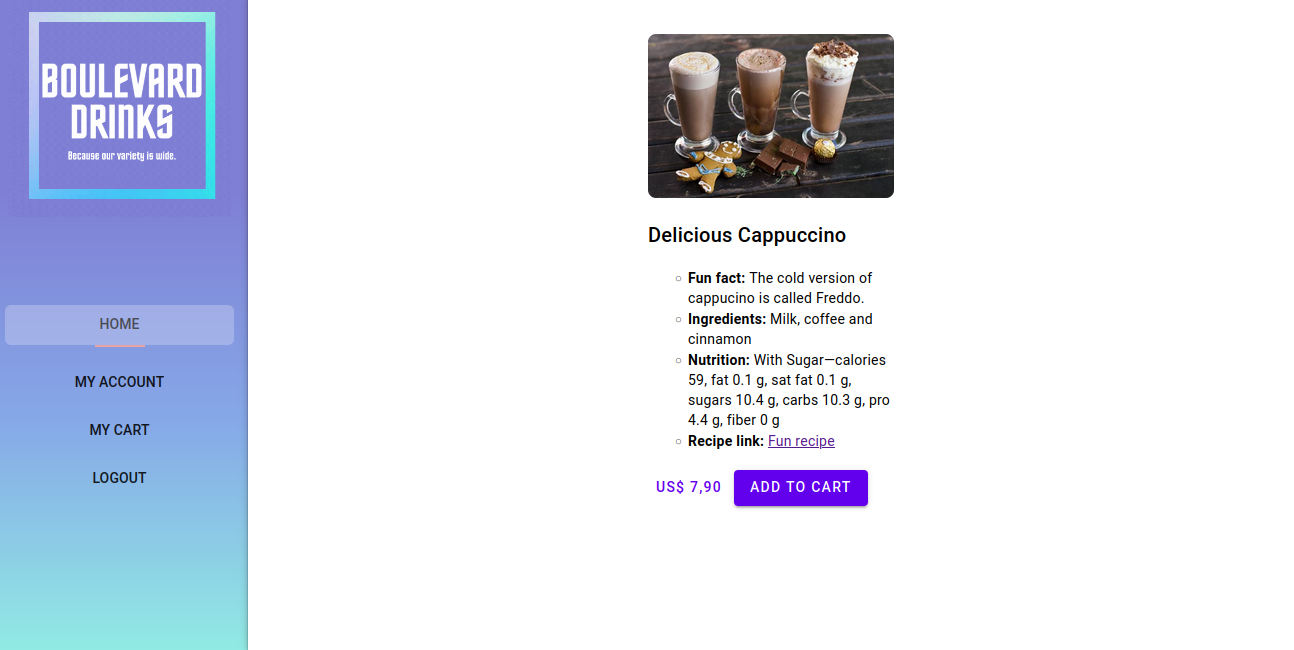 BOULEVARD
DRINKS
Because our variety is wide.
HOME
MY ACCOUNT
MY CART
LOGOUT
Delicious Cappuccino
Fun fact: The cold version of
cappucino is called Freddo.
Ingredients: Milk, coffee and
cinnamon
Nutrition: With Sugar—calories
59, fat 0.1 g, sat fat 0.1 g,
sugars 10.4 g, carbs 10.3 g, pro
4.4 g, fiber 0 g
Recipe link: Fun recipe
US$ 7,90
ADD TO CART